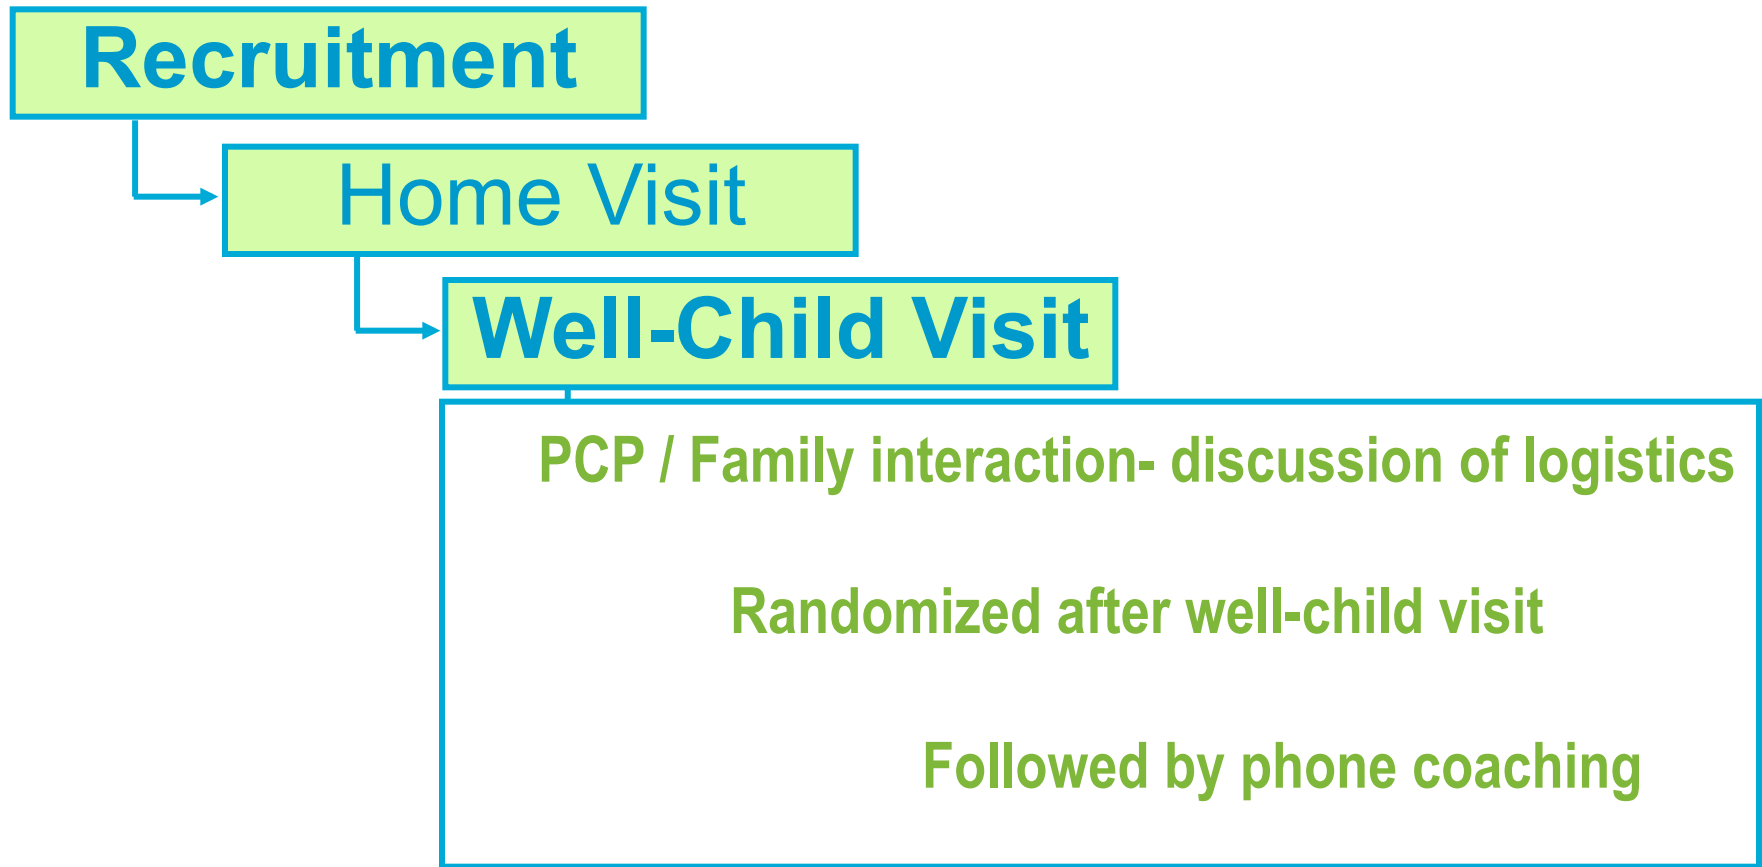 Recruitment
Home Visit
Well-Child Visit
PCP / Family interaction- discussion of logistics
Randomized after well-child visit
Followed by phone coaching